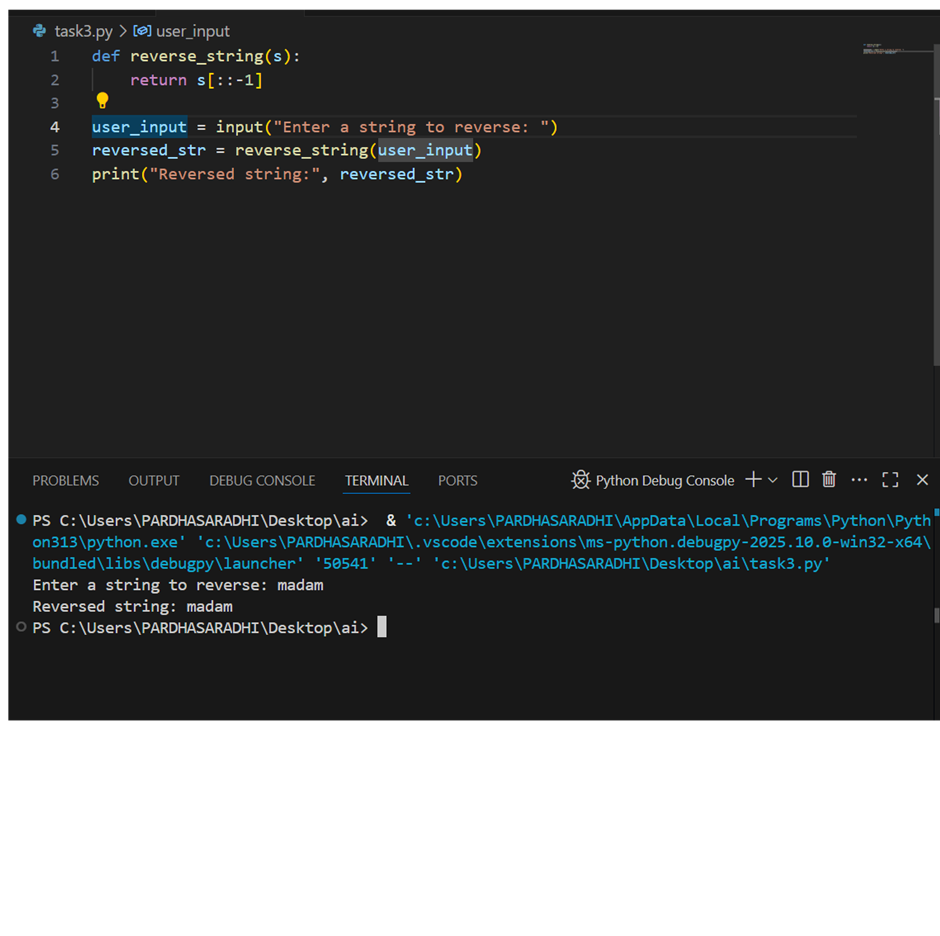 task3.py > user_input
1 def reverse_string(s):
2     return s[::-1]
3
4 user_input = input("Enter a string to reverse: ")
5 reversed_str = reverse_string(user_input)
6 print("Reversed string:", reversed_str)
PROBLEMS OUTPUT DEBUG CONSOLE TERMINAL PORTS Python Debug Console
PS C:\Users\PARDHASARADHI\Desktop\ai>  & 'c:\Users\PARDHASARADHI\AppData\Local\Programs\Python\Pyth
on313\python.exe' 'c:\Users\PARDHASARADHI\.vscode\extensions\ms-python.debugpy-2025.10.0-win32-x64\
bundled\libs\debugpy\launcher' '50541' '--' 'c:\Users\PARDHASARADHI\Desktop\ai\task3.py'
Enter a string to reverse: madam
Reversed string: madam
PS C:\Users\PARDHASARADHI\Desktop\ai>